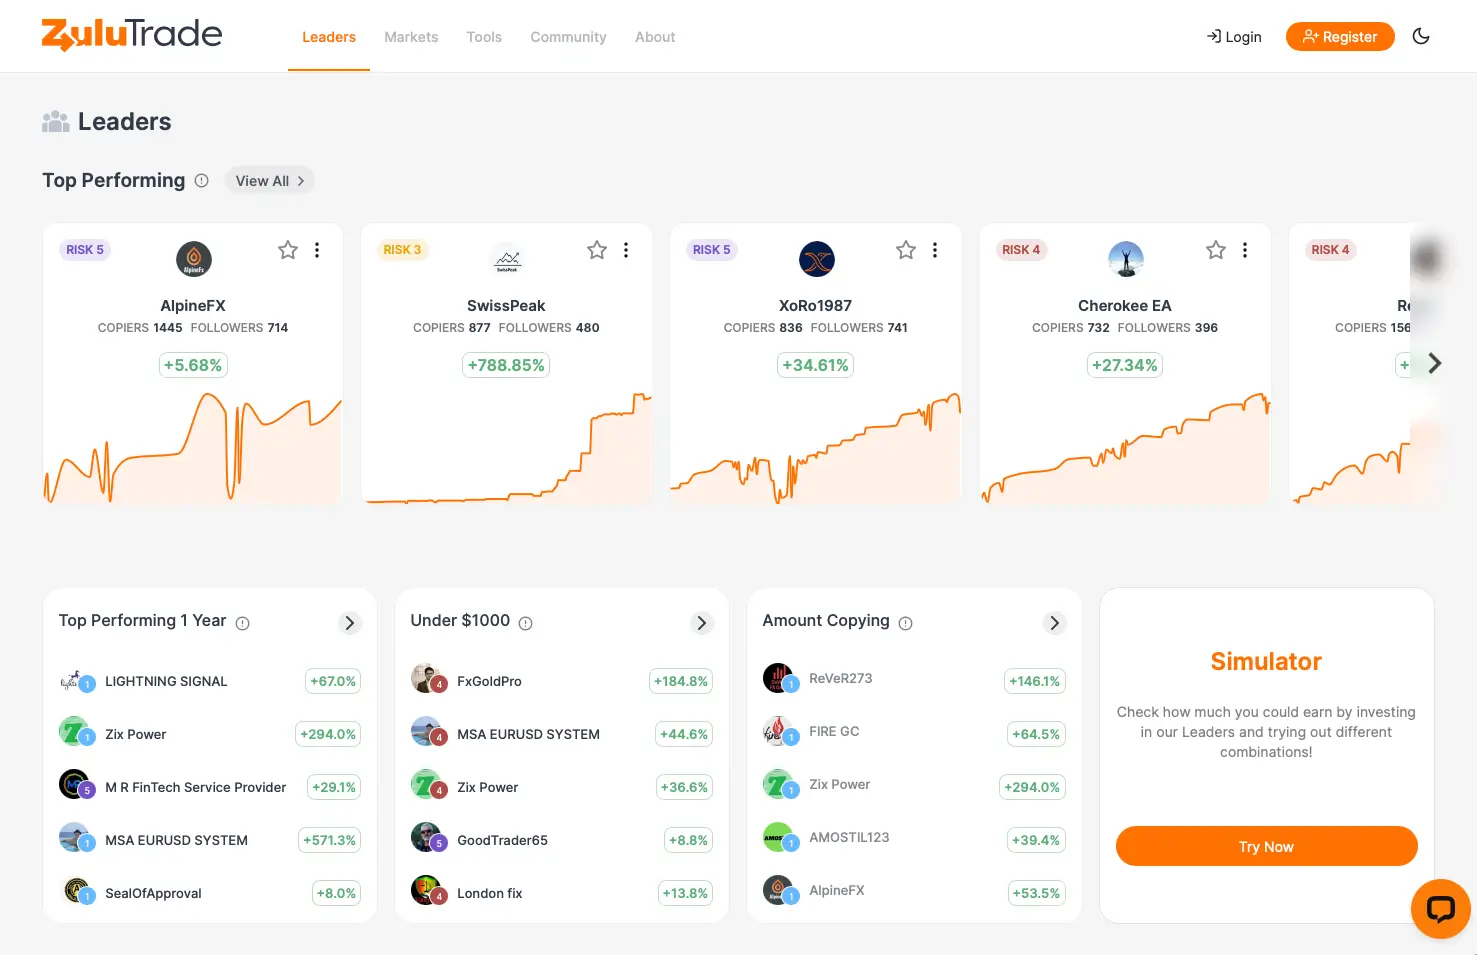 ZuluTrade
Leaders
Markets
Tools
Community
About
Login
Register
Leaders
Top Performing
View All
RISK 5
AlpineFx
AlpineFX
COPIERS 1445 FOLLOWERS 714
+5.68%
RISK 3
SwissPeak
SwissPeak
COPIERS 877 FOLLOWERS 480
+788.85%
RISK 5
XoRo1987
COPIERS 836 FOLLOWERS 741
+34.61%
RISK 4
Cherokee EA
COPIERS 732 FOLLOWERS 396
+27.34%
RISK 4
COPIERS
+
Top Performing 1 Year
1 LIGHTNING SIGNAL +67.0%
1 Zix Power +294.0%
5 M R FinTech Service Provider +29.1%
1 MSA EURUSD SYSTEM +571.3%
1 SealOfApproval +8.0%
Under $1000
4 FxGoldPro +184.8%
4 MSA EURUSD SYSTEM +44.6%
4 Zix Power +36.6%
5 GoodTrader65 +8.8%
4 London fix +13.8%
Amount Copying
1 ReVeR273 +146.1%
1 FIRE GC +64.5%
1 Zix Power +294.0%
1 AMOSTIL123 +39.4%
1 AlpineFX +53.5%
Simulator
Check how much you could earn by investing
in our Leaders and trying out different
combinations!
Try Now